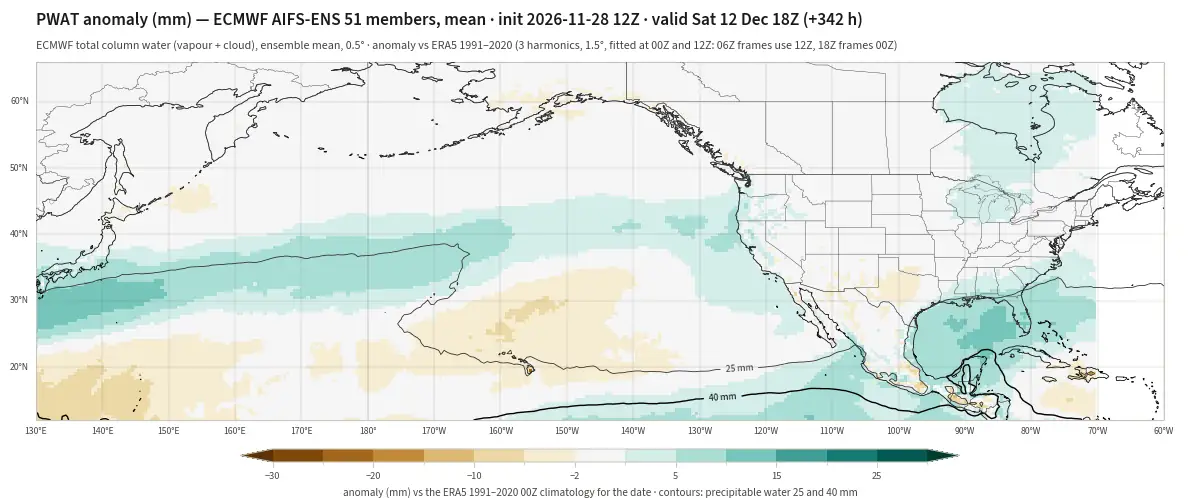 PWAT anomaly (mm) — ECMWF AIFS-ENS 51 members, mean · init 2026-11-28 12Z · valid Sat 12 Dec 18Z (+342 h)
ECMWF total column water (vapour + cloud), ensemble mean, 0.5° · anomaly vs ERA5 1991–2020 (3 harmonics, 1.5°, fitted at 00Z and 12Z: 06Z frames use 12Z, 18Z frames 00Z)
60°N
50°N
40°N
30°N
20°N
25 mm
40 mm
130°E 140°E 150°E 160°E 170°E 180° 170°W 160°W 150°W 140°W 130°W 120°W 110°W 100°W 90°W 80°W 70°W 60°W
−30 −20 −10 −2 5 15 25
anomaly (mm) vs the ERA5 1991–2020 00Z climatology for the date · contours: precipitable water 25 and 40 mm